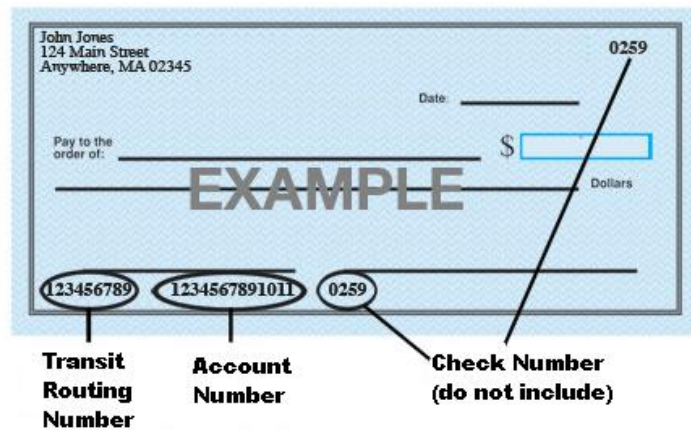 John Jones
124 Main Street
Anywhere, MA 02345
0259
Date:
Pay to the
order of:
$
EXAMPLE
Dollars
123456789 1234567891011 0259
Transit
Routing
Number
Account
Number
Check Number
(do not include)